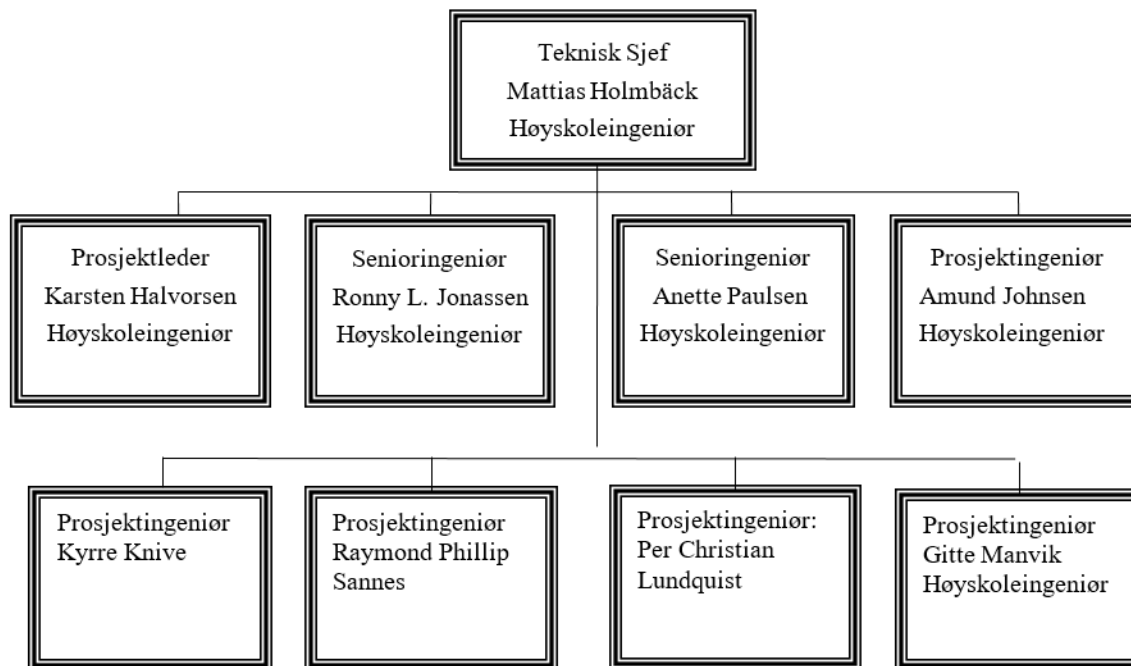 Teknisk Sjef
Mattias Holmbäck
Høyskoleingeniør
Prosjektleder
Karsten Halvorsen
Høyskoleingeniør
Senioringeniør
Ronny L. Jonassen
Høyskoleingeniør
Senioringeniør
Anette Paulsen
Høyskoleingeniør
Prosjektingeniør
Amund Johnsen
Høyskoleingeniør
Prosjektingeniør
Kyrre Knive
Prosjektingeniør
Raymond Phillip
Sannes
Prosjektingeniør:
Per Christian
Lundquist
Prosjektingeniør
Gitte Manvik
Høyskoleingeniør